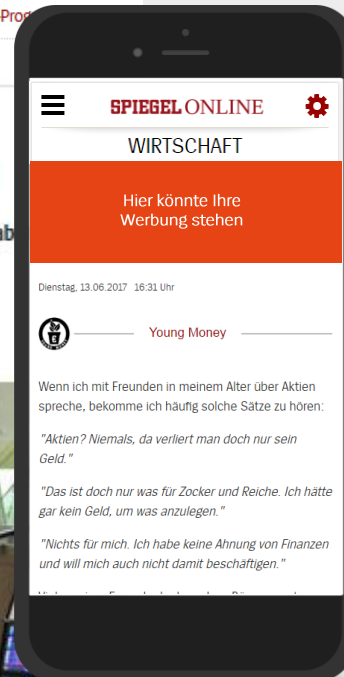 SPIEGEL ONLINE
WIRTSCHAFT
Hier könnte Ihre
Werbung stehen
Dienstag, 13.06.2017 16:31 Uhr
Young Money
Wenn ich mit Freunden in meinem Alter über Aktien
spreche, bekomme ich häufig solche Sätze zu hören:
"Aktien? Niemals, da verliert man doch nur sein
Geld."
"Das ist doch nur was für Zocker und Reiche. Ich hätte
gar kein Geld, um was anzulegen."
"Nichts für mich. Ich habe keine Ahnung von Finanzen
und will mich auch nicht damit beschäftigen."